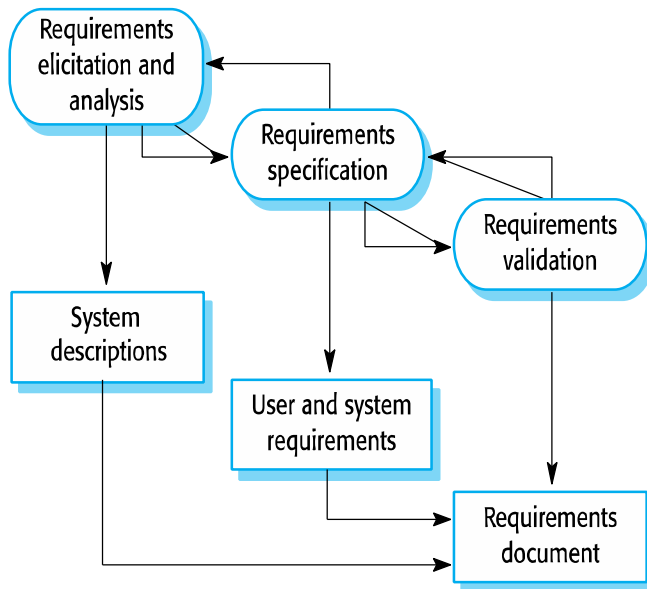 Requirements
elicitation and
analysis
Requirements
specification
Requirements
validation
System
descriptions
User and system
requirements
Requirements
document